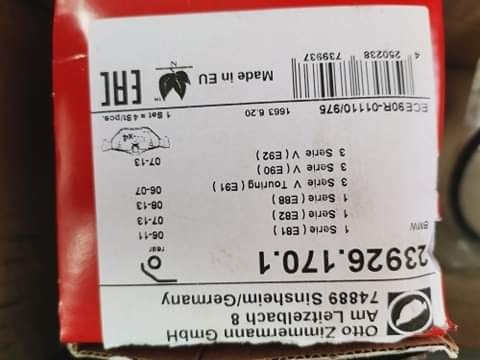 Otto Zimmermann GmbH
Am Leitzelbach 8
74889 Sinsheim/Germany
23926.170.1
rear
BMW
1 Serie (E81) 06-11
1 Serie (E82) 07-13
1 Serie (E88) 08-13
3 Serie V Touring (E91) 06-07
3 Serie V (E90)
3 Serie V (E92) 07-13
x4
ECE90R-01110/975 1663 6.20 1 Set = 4 St/pcs.
Made in EU
N
EAC
4 250238 739937